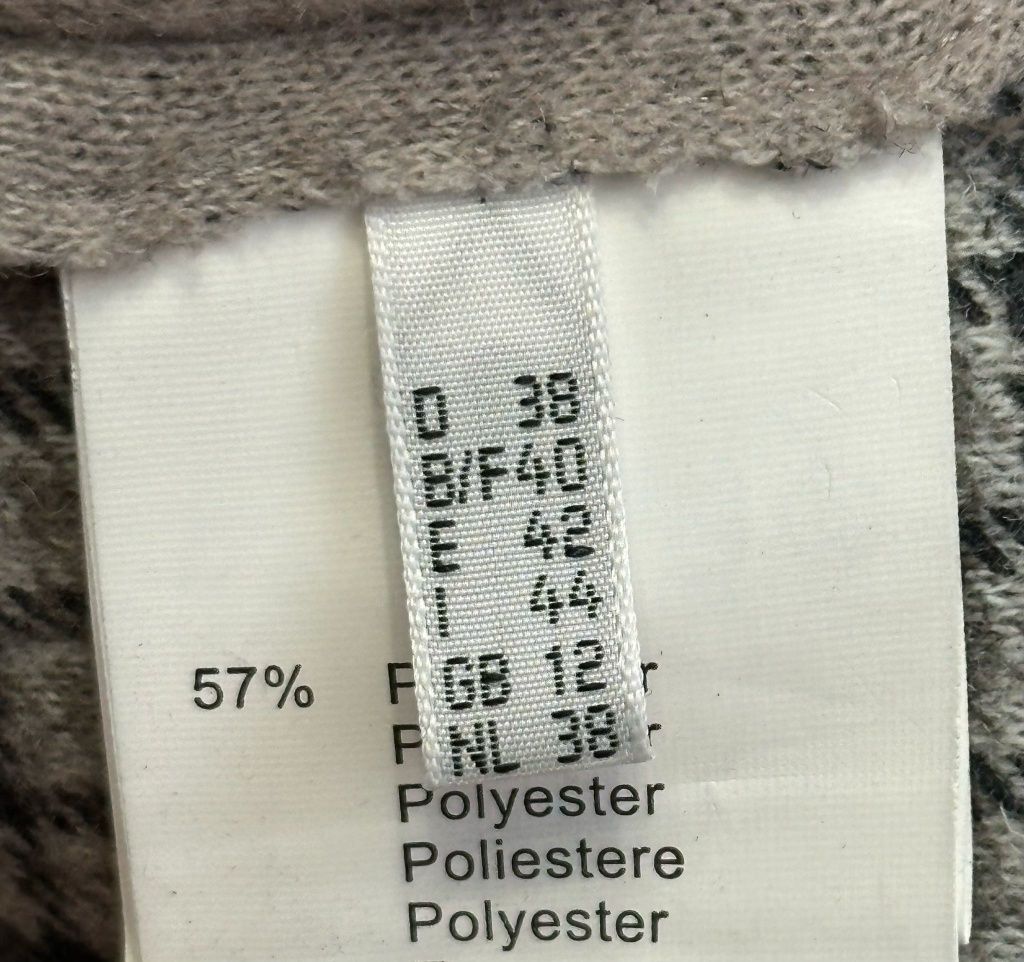 D 38
B/F40
E 42
I 44
GB 12
NL 38
57%
Polyester
Poliestere
Polyester